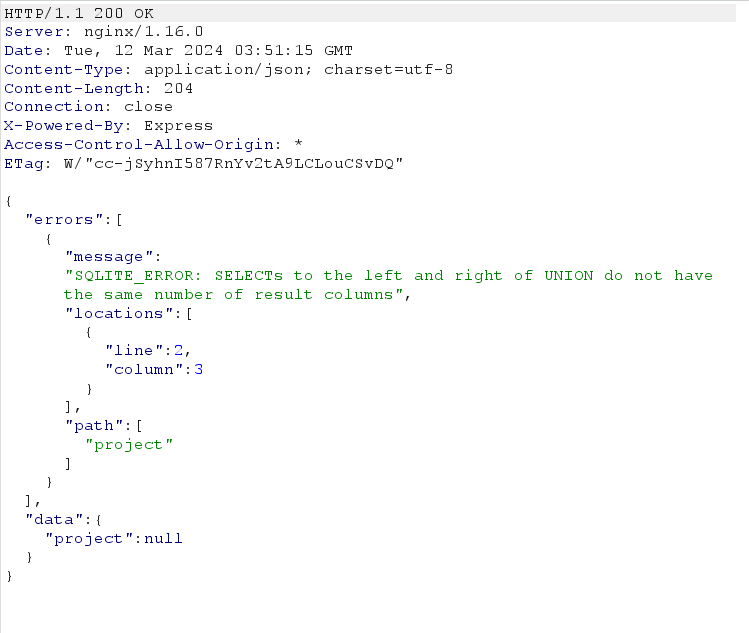 HTTP/1.1 200 OK
Server: nginx/1.16.0
Date: Tue, 12 Mar 2024 03:51:15 GMT
Content-Type: application/json; charset=utf-8
Content-Length: 204
Connection: close
X-Powered-By: Express
Access-Control-Allow-Origin: *
ETag: W/"cc-jSyhnI587RnYv2tA9LCLouCSvDQ"

{
  "errors":[
    {
      "message":
      "SQLITE_ERROR: SELECTs to the left and right of UNION do not have
      the same number of result columns",
      "locations":[
        {
          "line":2,
          "column":3
        }
      ],
      "path":[
        "project"
      ]
    }
  ],
  "data":{
    "project":null
  }
}